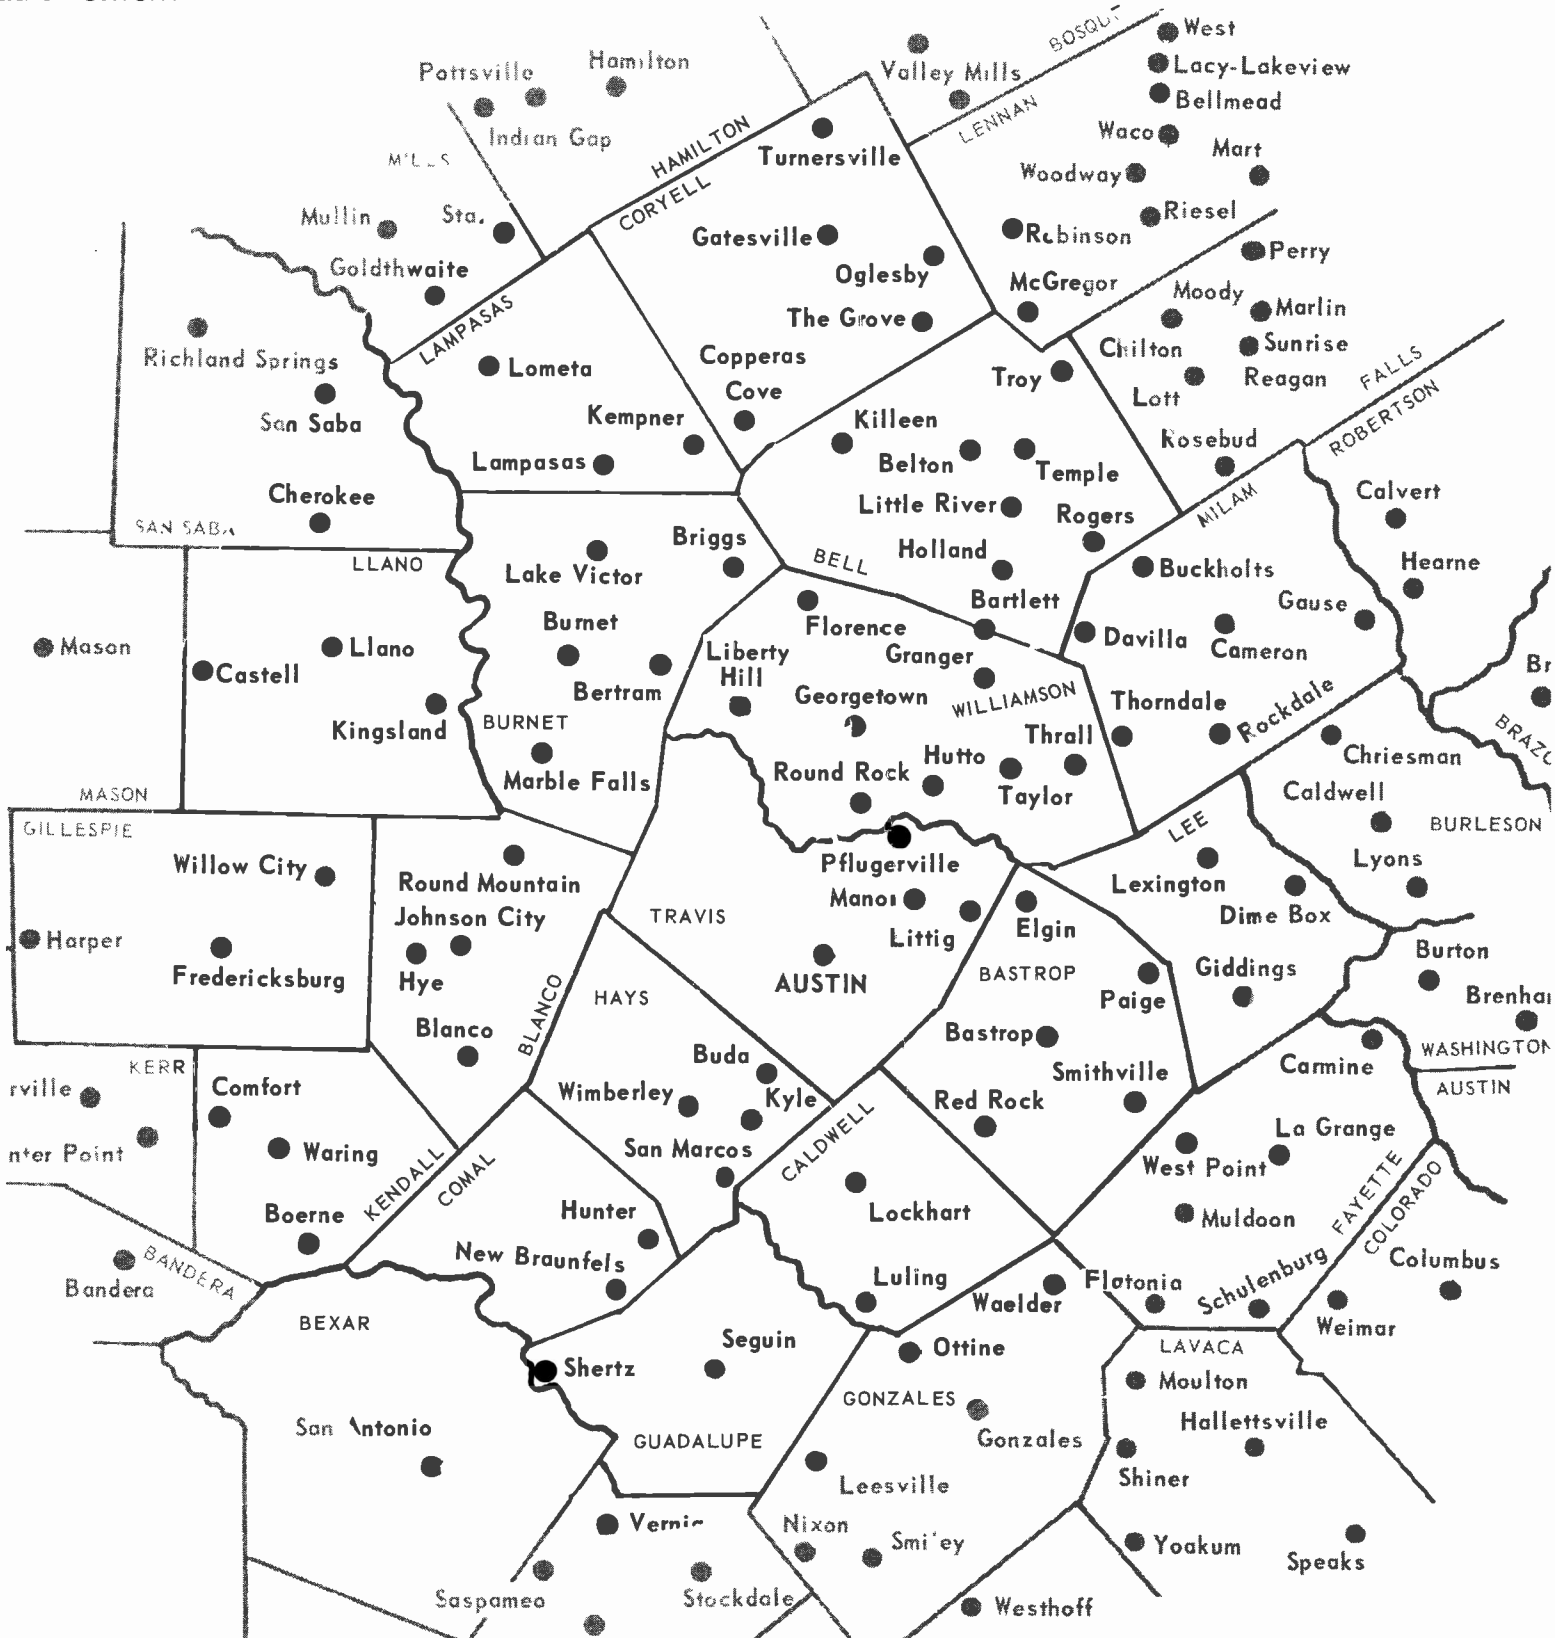 BOSQU
West
Lacy-Lakeview
Bellmead
Pottsville
Hamilton
Valley Mills
Indian Gap
HAMILTON
LENNAN
Waco
Mart
Turnersville
Woodway
CORYELL
Mullin
Sta.
Riesel
Gatesville
Robinson
Perry
Goldthwaite
Oglesby
McGregor
Moody
Marlin
LAMPASAS
The Grove
Richland Springs
Copperas
Cove
Chilton
Sunrise
Reagan
FALLS
Lometa
Troy
Lott
ROBERTSON
San Saba
Kempner
Killeen
Rosebud
Lampasas
Belton
Temple
Cherokee
Little River
Rogers
MILAM
Calvert
SAN SABA
LLANO
Briggs
BELL
Holland
Lake Victor
Buckholts
Hearne
Bartlett
Gause
Burnet
Florence
Davilla
Cameron
Mason
Llano
Castell
Liberty
Hill
Granger
Br
Bertram
Georgetown
WILLIAMSON
Thorndale
Rockdale
Kingsland
BURNET
Thrall
Hutto
Chriesman
Marble Falls
Round Rock
Taylor
Caldwell
MASON
GILLESPIE
LEE
BURLESON
Willow City
Pflugerville
Lyons
Round Mountain
Lexington
Johnson City
TRAVIS
Dime Box
Harper
Littig
Elgin
Burton
Fredericksburg
Hye
AUSTIN
BASTROP
Giddings
HAYS
Paige
Brenha
BLANCO
Blanco
Bastrop
Buda
KERR
Comfort
Carmine
WASHINGTON
AUSTIN
rville
Wimberley
Kyle
Smithville
Red Rock
nter Point
Waring
San Marcos
CALDWELL
La Grange
West Point
KENDALL
COMAL
Boerne
Hunter
Lockhart
Muldoon
FAYETTE
COLORADO
BANDERA
Bandera
New Braunfels
Luling
Waelder
Flatonia
Schulenburg
Columbus
BEXAR
Weimar
Seguin
Ottine
LAVACA
Shertz
Moulton
GONZALES
San Antonio
Gonzales
Hallettsville
GUADALUPE
Shiner
Leesville
Nixon
Yoakum
Speaks
Saspameo
Stockdale
Westhoff